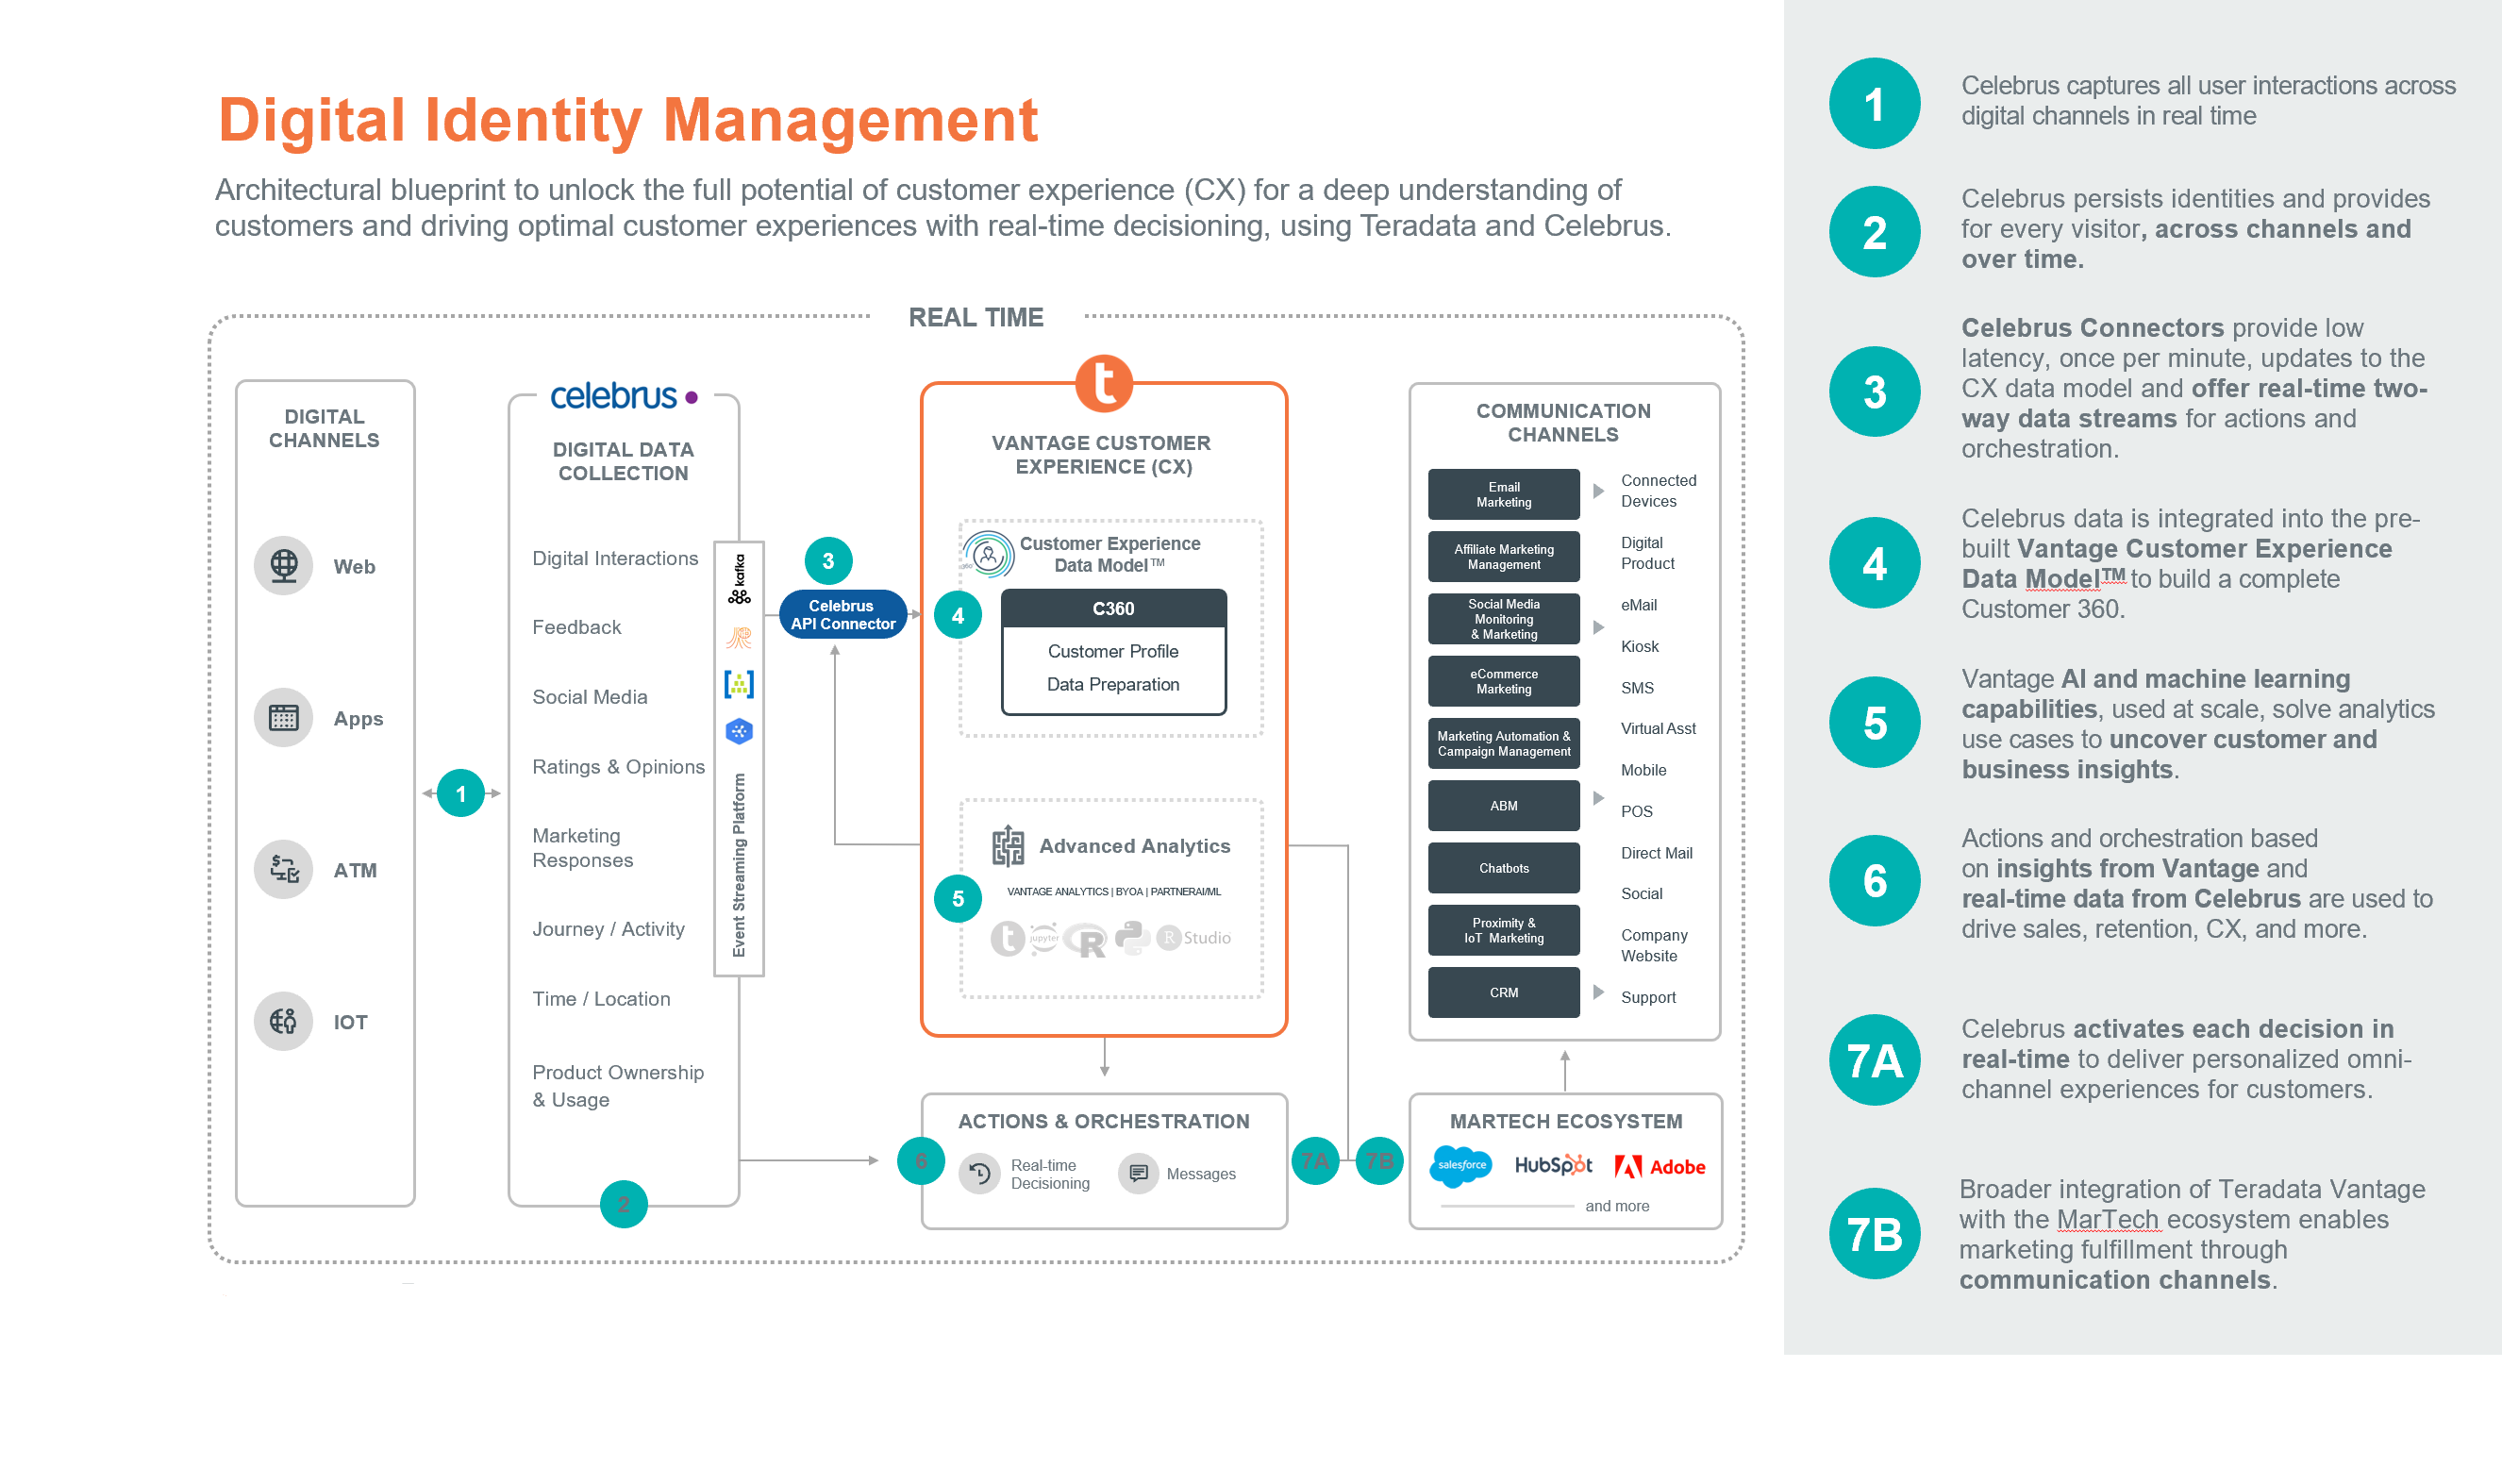 Digital Identity Management
Architectural blueprint to unlock the full potential of customer experience (CX) for a deep understanding of
customers and driving optimal customer experiences with real-time decisioning, using Teradata and Celebrus.
REAL TIME
DIGITAL
CHANNELS
Web
Apps
ATM
IOT
1
celebrus
DIGITAL DATA
COLLECTION
Digital Interactions
Feedback
Social Media
Ratings & Opinions
Marketing
Responses
Journey / Activity
Time / Location
Product Ownership
& Usage
2
kafka
Event Streaming Platform
3
Celebrus
API Connector
t
VANTAGE CUSTOMER
EXPERIENCE (CX)
360°
Customer Experience
Data Model™
4
C360
Customer Profile
Data Preparation
Advanced Analytics
5
VANTAGE ANALYTICS | BYOA | PARTNERAI/ML
t
jupyter
R
R Studio
ACTIONS & ORCHESTRATION
6
Real-time
Decisioning
Messages
7A
7B
COMMUNICATION
CHANNELS
Email
Marketing
Affiliate Marketing
Management
Social Media
Monitoring
& Marketing
eCommerce
Marketing
Marketing Automation &
Campaign Management
ABM
Chatbots
Proximity &
IoT Marketing
CRM
Connected
Devices
Digital
Product
eMail
Kiosk
SMS
Virtual Asst
Mobile
POS
Direct Mail
Social
Company
Website
Support
MARTECH ECOSYSTEM
salesforce
HubSpot
Adobe
and more
1
Celebrus captures all user interactions across
digital channels in real time
2
Celebrus persists identities and provides
for every visitor, across channels and
over time.
3
Celebrus Connectors provide low
latency, once per minute, updates to the
CX data model and offer real-time two-
way data streams for actions and
orchestration.
4
Celebrus data is integrated into the pre-
built Vantage Customer Experience
Data Model™ to build a complete
Customer 360.
5
Vantage AI and machine learning
capabilities, used at scale, solve analytics
use cases to uncover customer and
business insights.
6
Actions and orchestration based
on insights from Vantage and
real-time data from Celebrus are used to
drive sales, retention, CX, and more.
7A
Celebrus activates each decision in
real-time to deliver personalized omni-
channel experiences for customers.
7B
Broader integration of Teradata Vantage
with the MarTech ecosystem enables
marketing fulfillment through
communication channels.